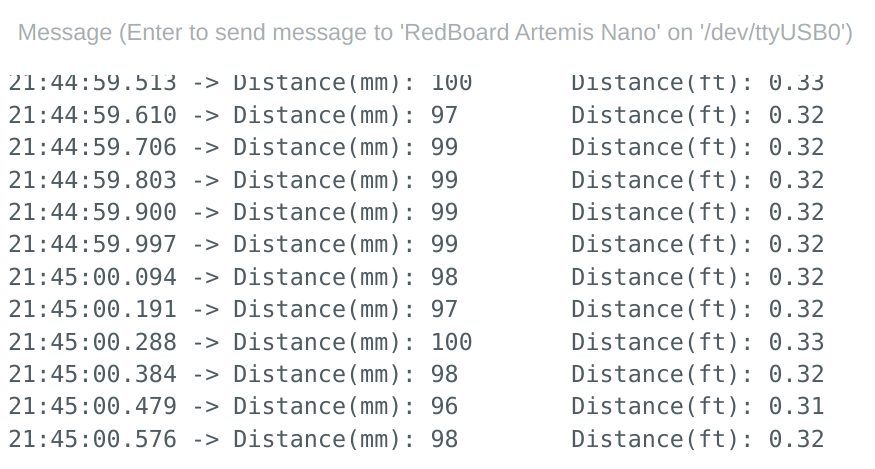 Message (Enter to send message to 'RedBoard Artemis Nano' on '/dev/ttyUSB0')
21:44:59.513 -> Distance(mm): 100	Distance(ft): 0.33
21:44:59.610 -> Distance(mm): 97	Distance(ft): 0.32
21:44:59.706 -> Distance(mm): 99	Distance(ft): 0.32
21:44:59.803 -> Distance(mm): 99	Distance(ft): 0.32
21:44:59.900 -> Distance(mm): 99	Distance(ft): 0.32
21:44:59.997 -> Distance(mm): 99	Distance(ft): 0.32
21:45:00.094 -> Distance(mm): 98	Distance(ft): 0.32
21:45:00.191 -> Distance(mm): 97	Distance(ft): 0.32
21:45:00.288 -> Distance(mm): 100	Distance(ft): 0.33
21:45:00.384 -> Distance(mm): 98	Distance(ft): 0.32
21:45:00.479 -> Distance(mm): 96	Distance(ft): 0.31
21:45:00.576 -> Distance(mm): 98	Distance(ft): 0.32